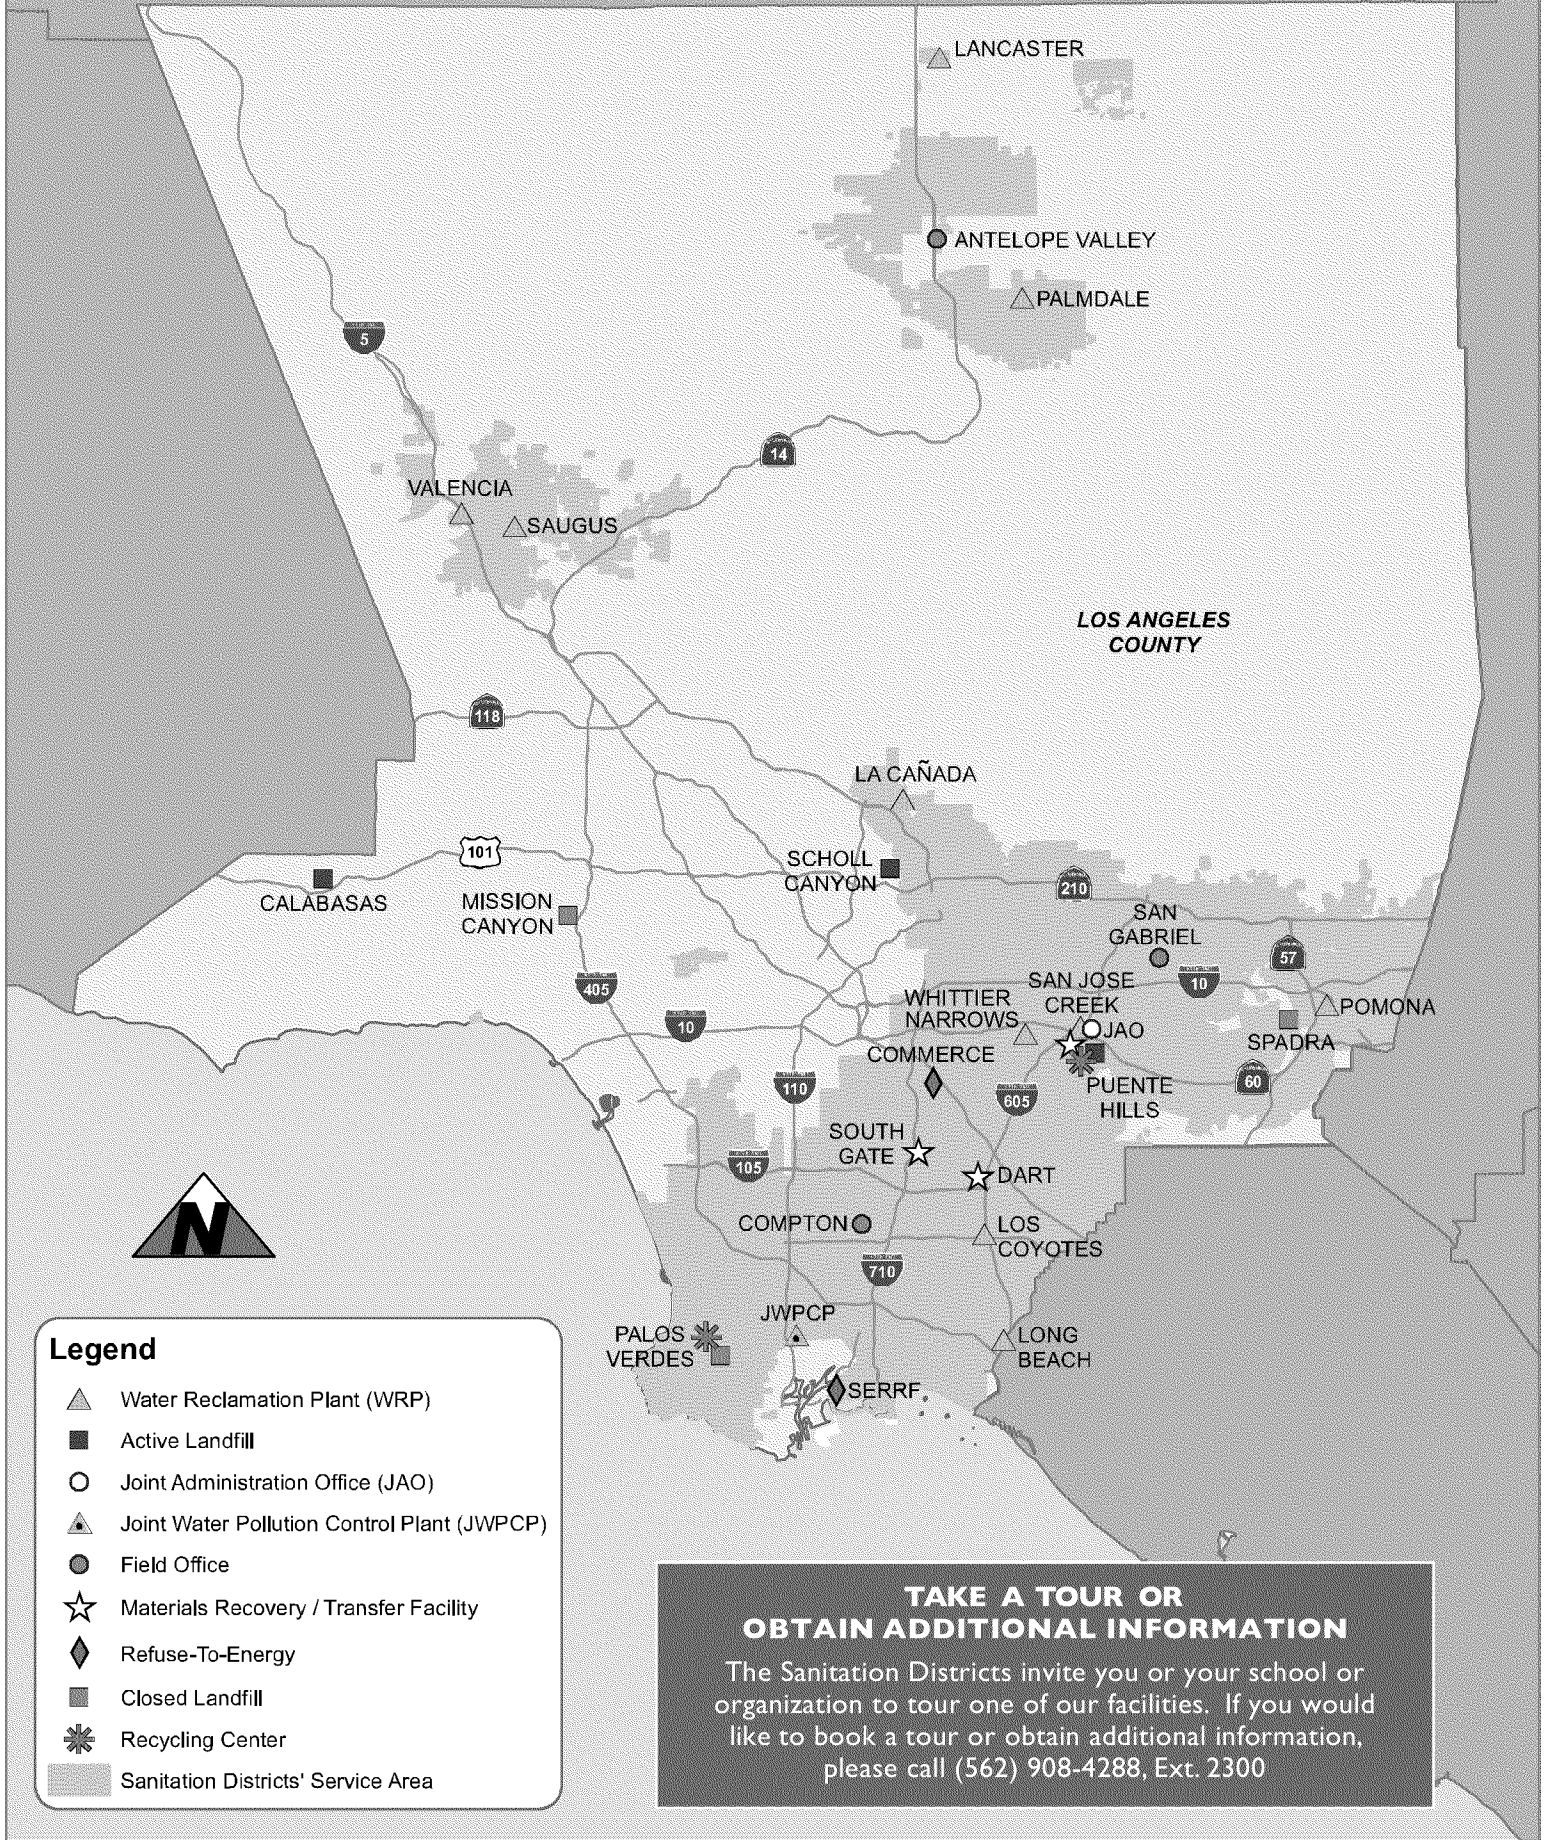 LANCASTER
ANTELOPE VALLEY
PALMDALE
5
14
VALENCIA
SAUGUS
LOS ANGELES
COUNTY
118
LA CAÑADA
101
SCHOLL
CANYON
CALABASAS
MISSION
CANYON
210
SAN
GABRIEL
57
405
10
SAN JOSE
CREEK
WHITTIER
NARROWS
10
POMONA
JAO
SPADRA
COMMERCE
110
605
PUENTE
HILLS
60
SOUTH
GATE
105
DART
COMPTON
LOS
COYOTES
710
JWPCP
PALOS
VERDES
LONG
BEACH
SERRF
N
Legend
Water Reclamation Plant (WRP)
Active Landfill
Joint Administration Office (JAO)
Joint Water Pollution Control Plant (JWPCP)
Field Office
Materials Recovery / Transfer Facility
Refuse-To-Energy
Closed Landfill
Recycling Center
Sanitation Districts' Service Area
TAKE A TOUR OR
OBTAIN ADDITIONAL INFORMATION
The Sanitation Districts invite you or your school or
organization to tour one of our facilities. If you would
like to book a tour or obtain additional information,
please call (562) 908-4288, Ext. 2300